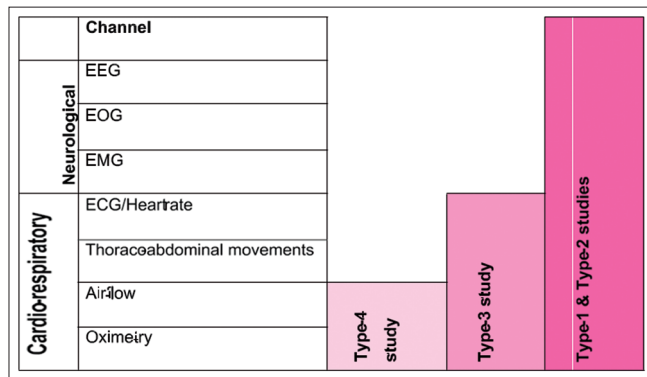 Channel
Neurological
EEG
EOG
EMG
Cardio-respiratory
ECG/Heartrate
Thoracoabdominal movements
Airflow
Oximetry
Type-4
study
Type-3 study
Type-1 & Type-2 studies